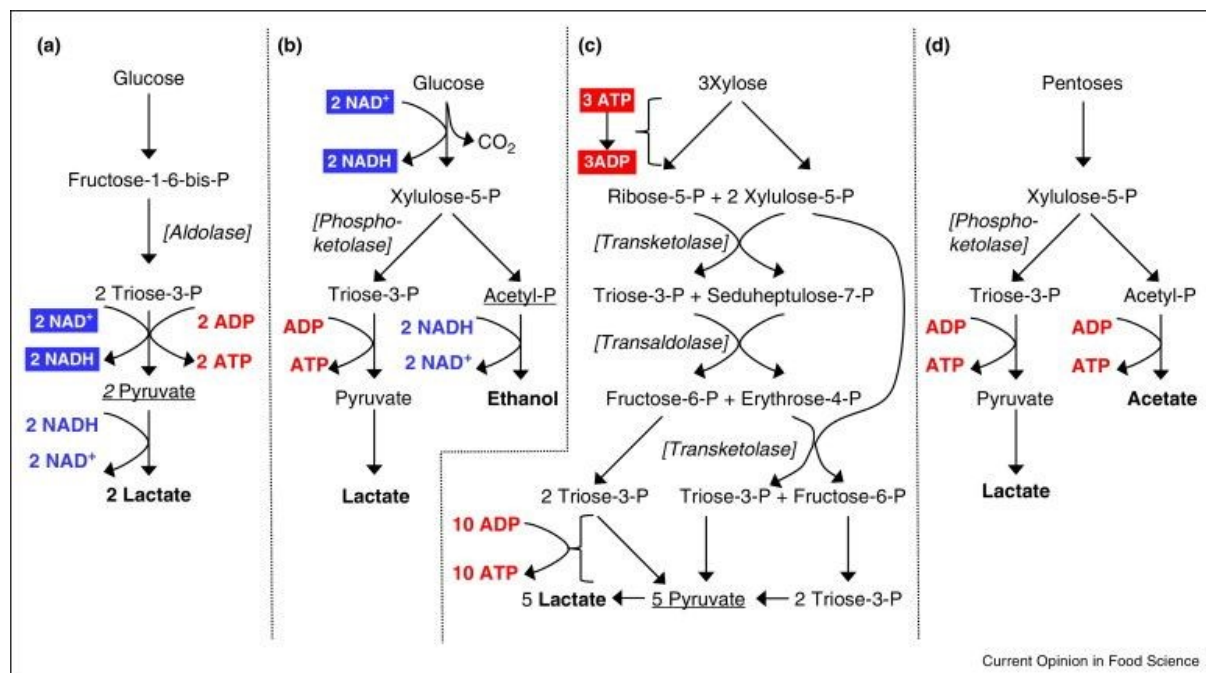 (a)
Glucose
Fructose-1-6-bis-P
[Aldolase]
2 Triose-3-P
2 NAD⁺
2 ADP
2 NADH
2 ATP
2 Pyruvate
2 NADH
2 NAD⁺
2 Lactate
(b)
Glucose
2 NAD⁺
CO₂
2 NADH
Xylulose-5-P
[Phospho-
ketolase]
Triose-3-P
Acetyl-P
ADP
2 NADH
ATP
2 NAD⁺
Pyruvate
Ethanol
Lactate
(c)
3Xylose
3 ATP
3ADP
Ribose-5-P + 2 Xylulose-5-P
[Transketolase]
Triose-3-P + Seduheptulose-7-P
[Transaldolase]
Fructose-6-P + Erythrose-4-P
[Transketolase]
2 Triose-3-P
Triose-3-P + Fructose-6-P
10 ADP
10 ATP
5 Lactate
5 Pyruvate
2 Triose-3-P
(d)
Pentoses
Xylulose-5-P
[Phospho-
ketolase]
Triose-3-P
Acetyl-P
ADP
ADP
ATP
ATP
Pyruvate
Acetate
Lactate
Current Opinion in Food Science